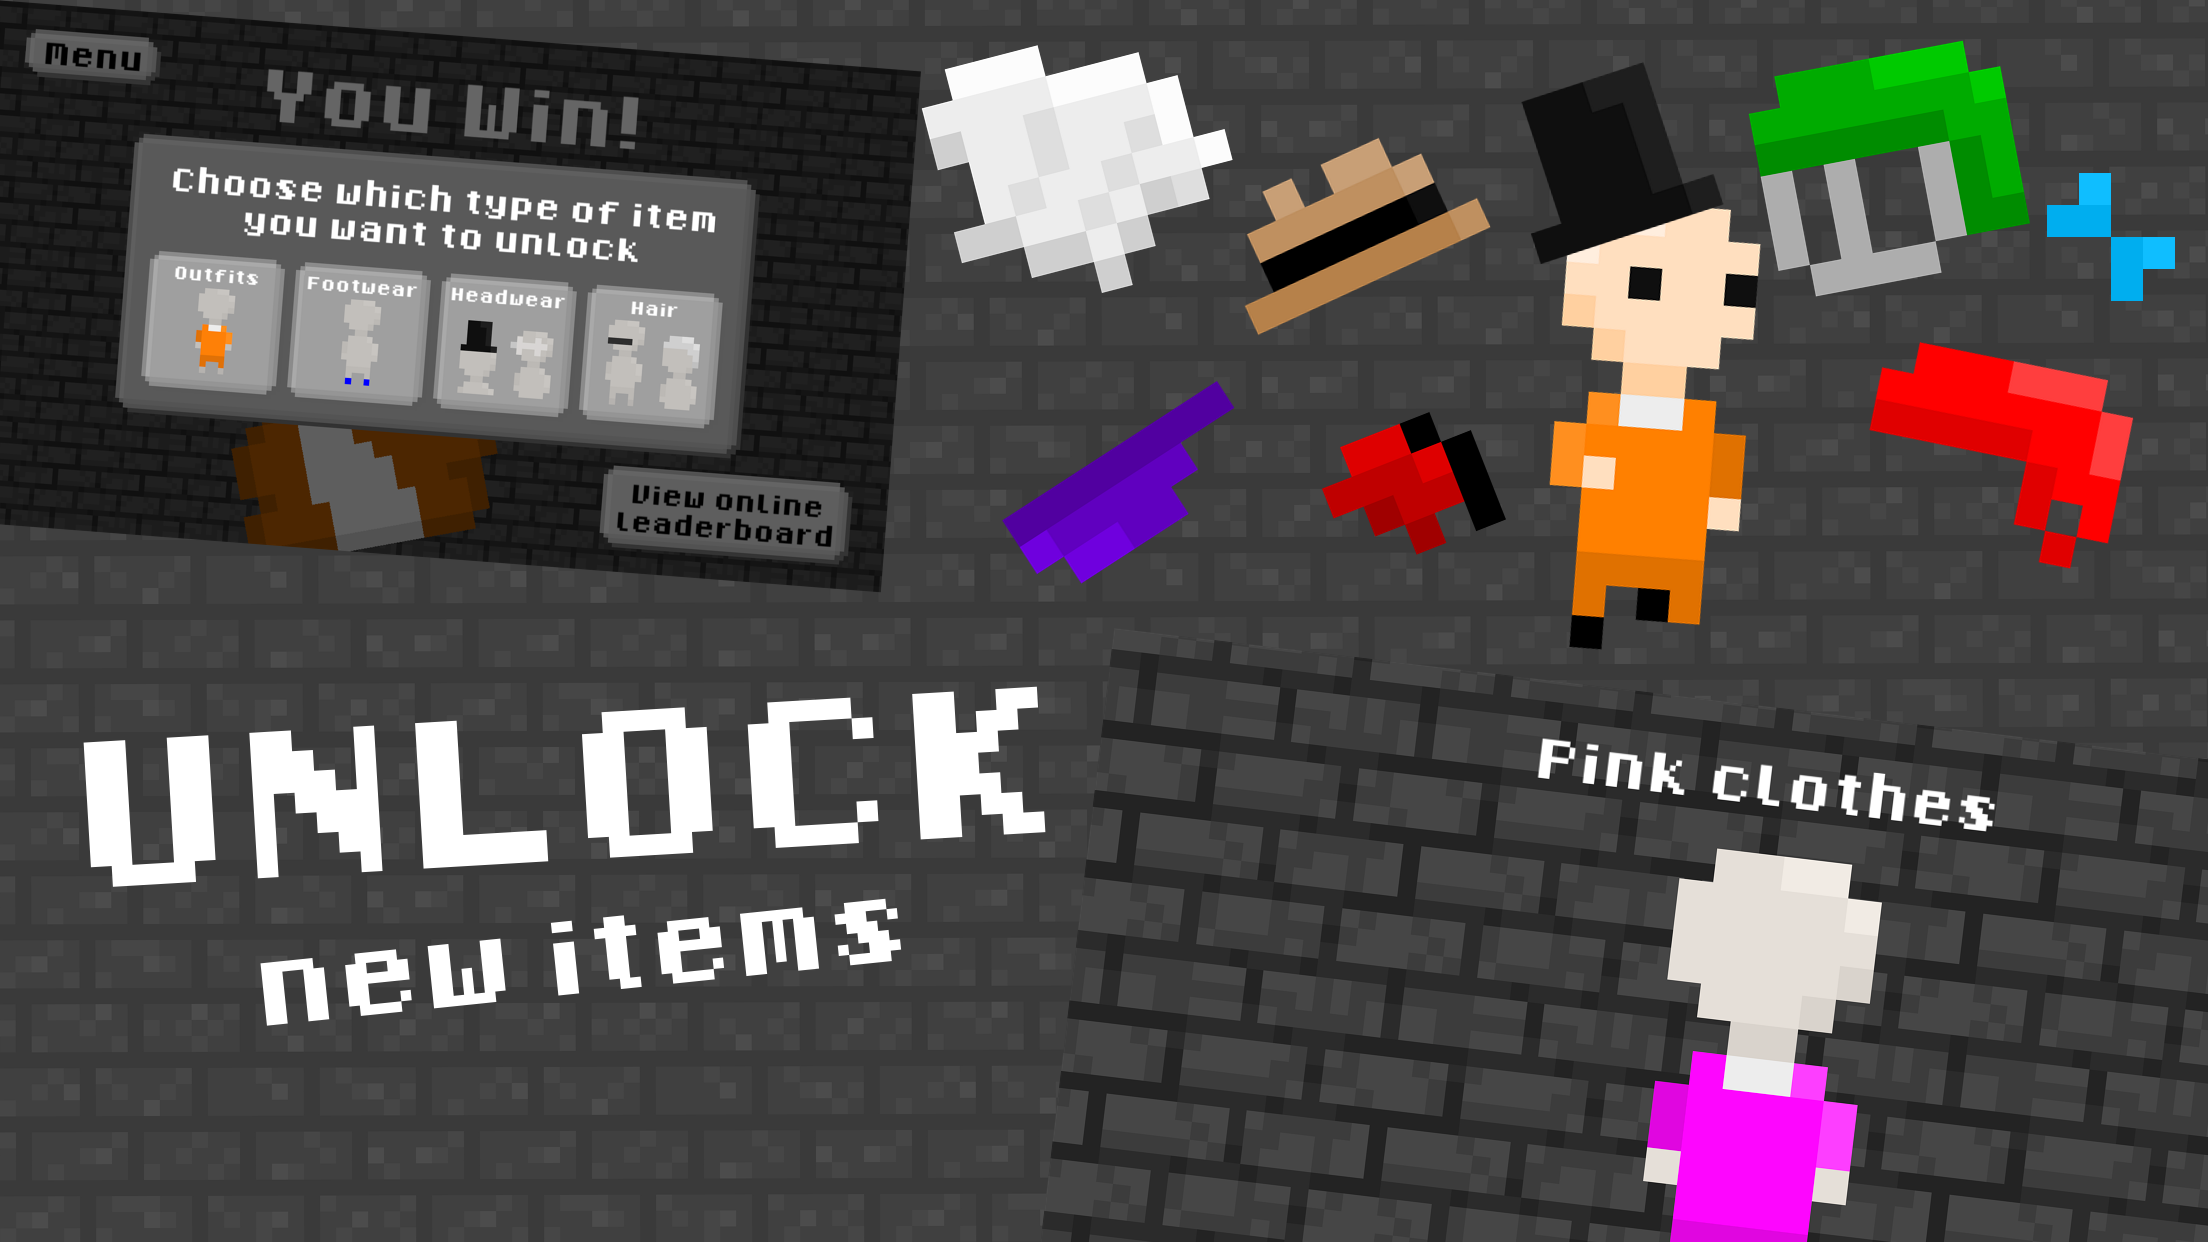 Menu
You Win!
Choose which type of item
you want to unlock
Outfits
Footwear
Headwear
Hair
View online
leaderboard
UNLOCK
new items
Pink clothes